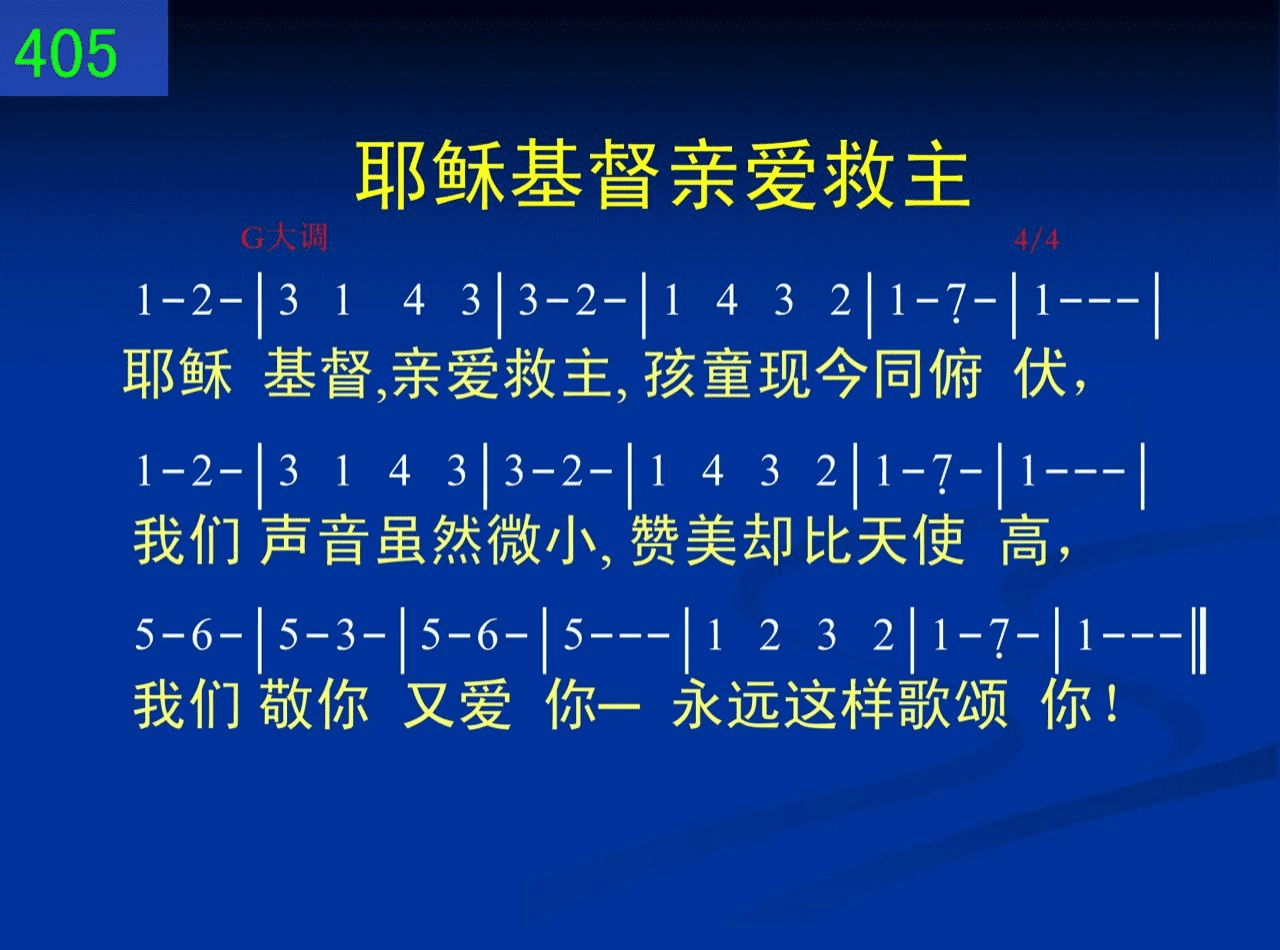 405
耶稣基督亲爱救主
G大调 4/4
1-2-|3 1 4 3|3-2-|1 4 3 2|1-7̣-|1---|
耶稣 基督,亲爱救主, 孩童现今同俯 伏，
1-2-|3 1 4 3|3-2-|1 4 3 2|1-7̣-|1---|
我们 声音虽然微小, 赞美却比天使 高，
5-6-|5-3-|5-6-|5---|1 2 3 2|1-7̣-|1---‖
我们 敬你 又爱 你— 永远这样歌颂 你！